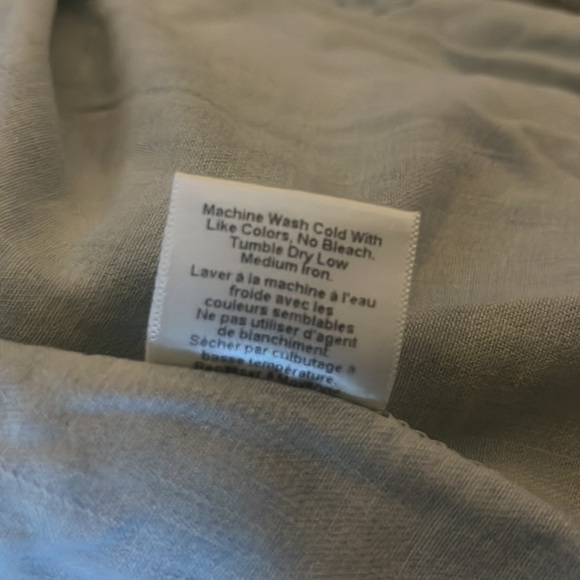 Machine Wash Cold With
Like Colors, No Bleach.
Tumble Dry Low
Medium Iron.
Laver à la machine à l'eau
froide avec les
couleurs semblables
Ne pas utiliser d'agent
de blanchiment.
Sécher par culbutage à
basse température.